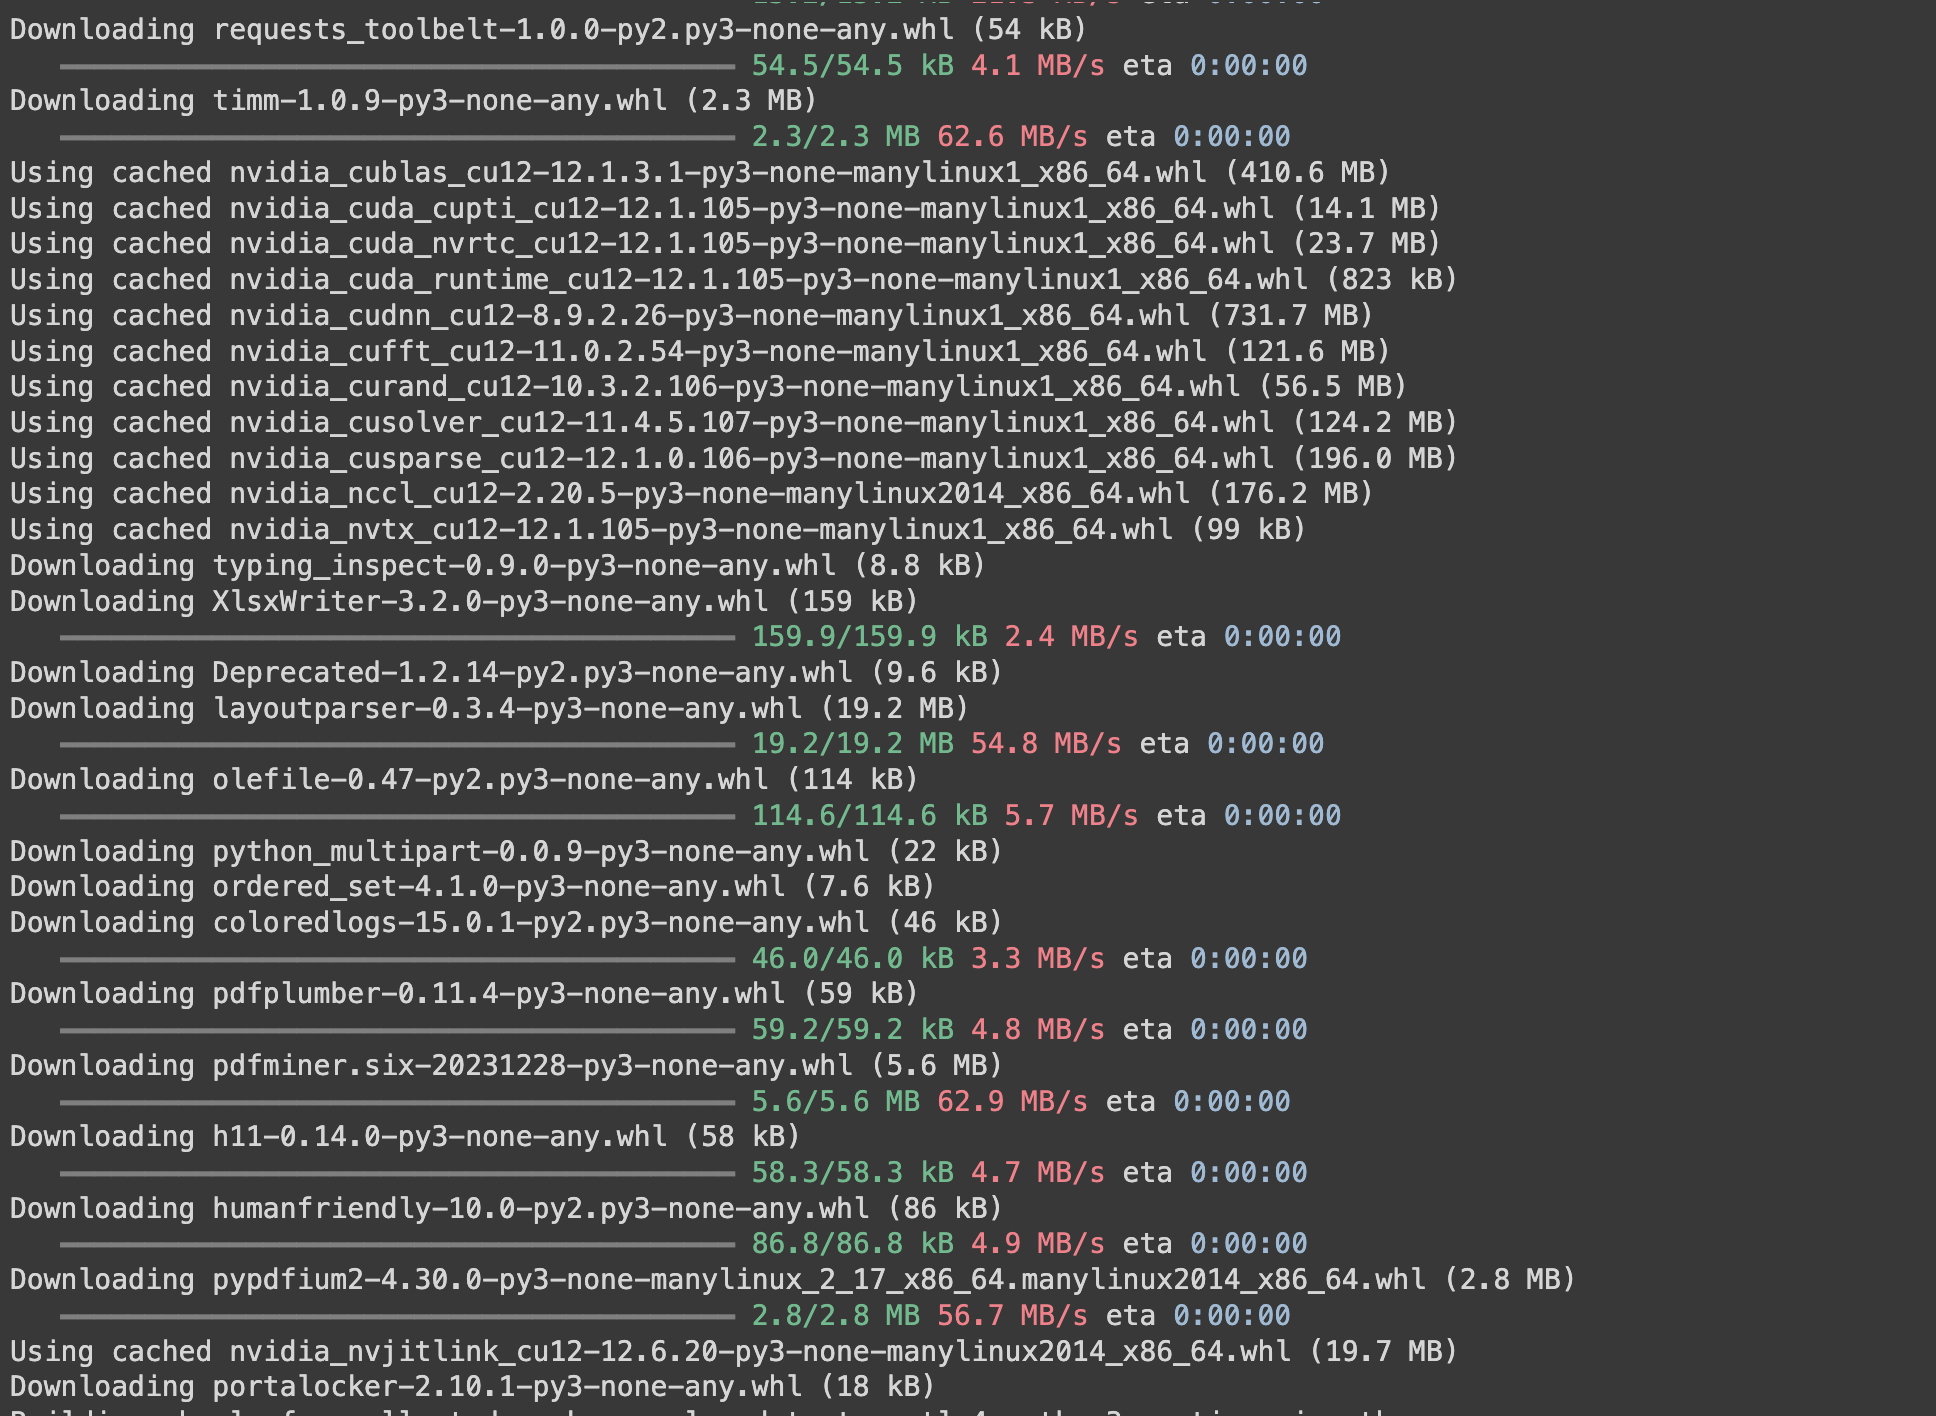 Downloading requests_toolbelt-1.0.0-py2.py3-none-any.whl (54 kB)
54.5/54.5 kB 4.1 MB/s eta 0:00:00
Downloading timm-1.0.9-py3-none-any.whl (2.3 MB)
2.3/2.3 MB 62.6 MB/s eta 0:00:00
Using cached nvidia_cublas_cu12-12.1.3.1-py3-none-manylinux1_x86_64.whl (410.6 MB)
Using cached nvidia_cuda_cupti_cu12-12.1.105-py3-none-manylinux1_x86_64.whl (14.1 MB)
Using cached nvidia_cuda_nvrtc_cu12-12.1.105-py3-none-manylinux1_x86_64.whl (23.7 MB)
Using cached nvidia_cuda_runtime_cu12-12.1.105-py3-none-manylinux1_x86_64.whl (823 kB)
Using cached nvidia_cudnn_cu12-8.9.2.26-py3-none-manylinux1_x86_64.whl (731.7 MB)
Using cached nvidia_cufft_cu12-11.0.2.54-py3-none-manylinux1_x86_64.whl (121.6 MB)
Using cached nvidia_curand_cu12-10.3.2.106-py3-none-manylinux1_x86_64.whl (56.5 MB)
Using cached nvidia_cusolver_cu12-11.4.5.107-py3-none-manylinux1_x86_64.whl (124.2 MB)
Using cached nvidia_cusparse_cu12-12.1.0.106-py3-none-manylinux1_x86_64.whl (196.0 MB)
Using cached nvidia_nccl_cu12-2.20.5-py3-none-manylinux2014_x86_64.whl (176.2 MB)
Using cached nvidia_nvtx_cu12-12.1.105-py3-none-manylinux1_x86_64.whl (99 kB)
Downloading typing_inspect-0.9.0-py3-none-any.whl (8.8 kB)
Downloading XlsxWriter-3.2.0-py3-none-any.whl (159 kB)
159.9/159.9 kB 2.4 MB/s eta 0:00:00
Downloading Deprecated-1.2.14-py2.py3-none-any.whl (9.6 kB)
Downloading layoutparser-0.3.4-py3-none-any.whl (19.2 MB)
19.2/19.2 MB 54.8 MB/s eta 0:00:00
Downloading olefile-0.47-py2.py3-none-any.whl (114 kB)
114.6/114.6 kB 5.7 MB/s eta 0:00:00
Downloading python_multipart-0.0.9-py3-none-any.whl (22 kB)
Downloading ordered_set-4.1.0-py3-none-any.whl (7.6 kB)
Downloading coloredlogs-15.0.1-py2.py3-none-any.whl (46 kB)
46.0/46.0 kB 3.3 MB/s eta 0:00:00
Downloading pdfplumber-0.11.4-py3-none-any.whl (59 kB)
59.2/59.2 kB 4.8 MB/s eta 0:00:00
Downloading pdfminer.six-20231228-py3-none-any.whl (5.6 MB)
5.6/5.6 MB 62.9 MB/s eta 0:00:00
Downloading h11-0.14.0-py3-none-any.whl (58 kB)
58.3/58.3 kB 4.7 MB/s eta 0:00:00
Downloading humanfriendly-10.0-py2.py3-none-any.whl (86 kB)
86.8/86.8 kB 4.9 MB/s eta 0:00:00
Downloading pypdfium2-4.30.0-py3-none-manylinux_2_17_x86_64.manylinux2014_x86_64.whl (2.8 MB)
2.8/2.8 MB 56.7 MB/s eta 0:00:00
Using cached nvidia_nvjitlink_cu12-12.6.20-py3-none-manylinux2014_x86_64.whl (19.7 MB)
Downloading portalocker-2.10.1-py3-none-any.whl (18 kB)